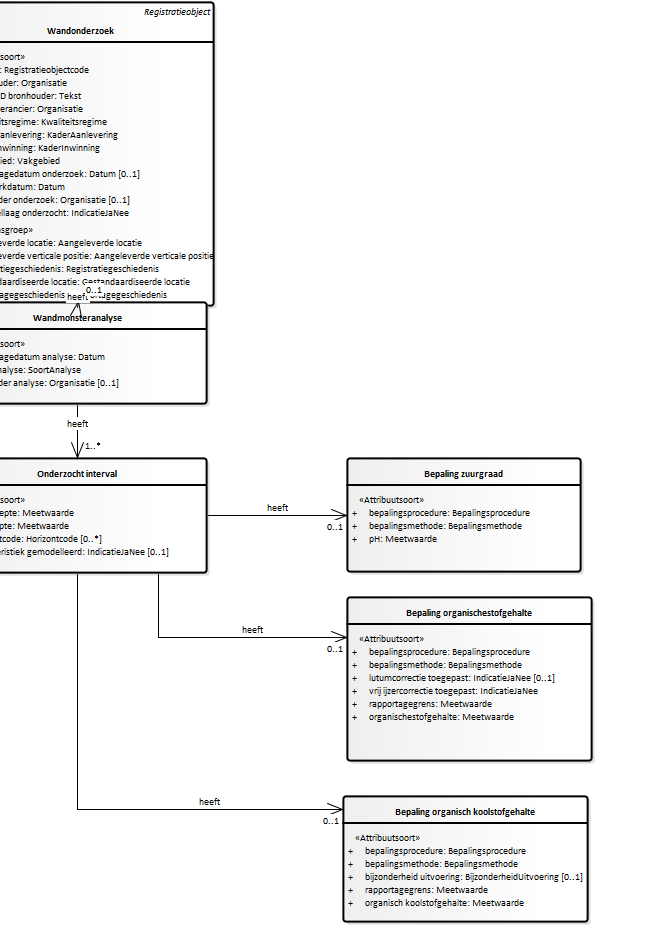 Registratieobject
Wandonderzoek
soort»
: Registratieobjectcode
uder: Organisatie
D bronhouder: Tekst
erancier: Organisatie
itsregime: Kwaliteitsregime
anlevering: KaderAanlevering
nwinning: KaderInwinning
ied: Vakgebied
agedatum onderzoek: Datum [0..1]
rkdatum: Datum
der onderzoek: Organisatie [0..1]
llaag onderzocht: IndicatieJaNee
nsgroep»
everde locatie: Aangeleverde locatie
everde verticale positie: Aangeleverde verticale positie
tiegeschiedenis: Registratiegeschiedenis
daardiseerde locatie: Gestandaardiseerde locatie
agegeschiedenis
agegeschiedenis
0..1
heeft
Wandmonsteranalyse
soort»
agedatum analyse: Datum
nalyse: SoortAnalyse
der analyse: Organisatie [0..1]
heeft
1..*
Onderzocht interval
soort»
epte: Meetwaarde
pte: Meetwaarde
tcode: Horizontcode [0..*]
eristiek gemodelleerd: IndicatieJaNee [0..1]
heeft
0..1
Bepaling zuurgraad
«Attribuutsoort»
+ bepalingsprocedure: Bepalingsprocedure
+ bepalingsmethode: Bepalingsmethode
+ pH: Meetwaarde
heeft
0..1
Bepaling organischestofgehalte
«Attribuutsoort»
+ bepalingsprocedure: Bepalingsprocedure
+ bepalingsmethode: Bepalingsmethode
+ lutumcorrectie toegepast: IndicatieJaNee [0..1]
+ vrij ijzercorrectie toegepast: IndicatieJaNee
+ rapportagegrens: Meetwaarde
+ organischestofgehalte: Meetwaarde
heeft
0..1
Bepaling organisch koolstofgehalte
«Attribuutsoort»
+ bepalingsprocedure: Bepalingsprocedure
+ bepalingsmethode: Bepalingsmethode
+ bijzonderheid uitvoering: BijzonderheidUitvoering [0..1]
+ rapportagegrens: Meetwaarde
+ organisch koolstofgehalte: Meetwaarde